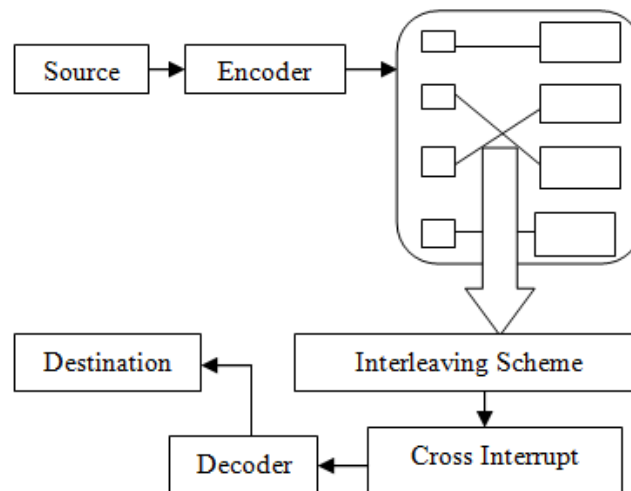 Source
Encoder
Destination
Interleaving Scheme
Decoder
Cross Interrupt